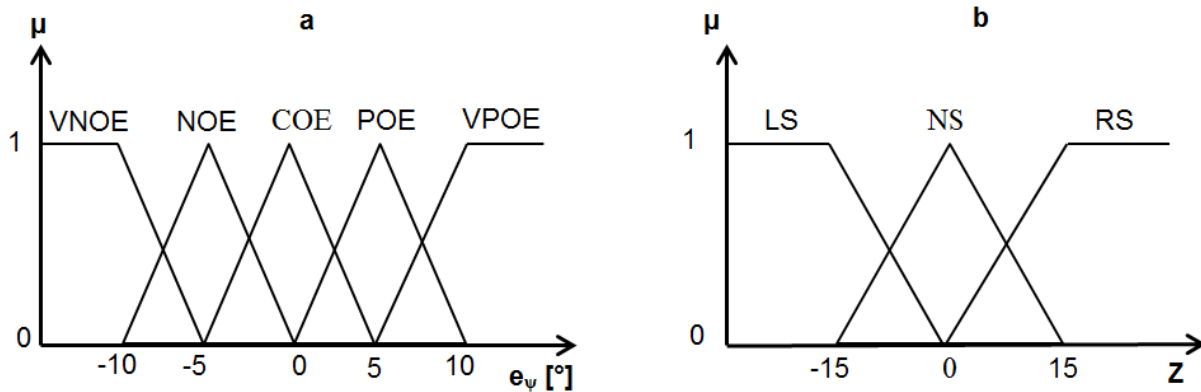 a
μ
VNOE NOE COE POE VPOE
1
0
-10 -5 0 5 10
eψ [°]
b
μ
LS NS RS
1
0
-15 0 15
Z